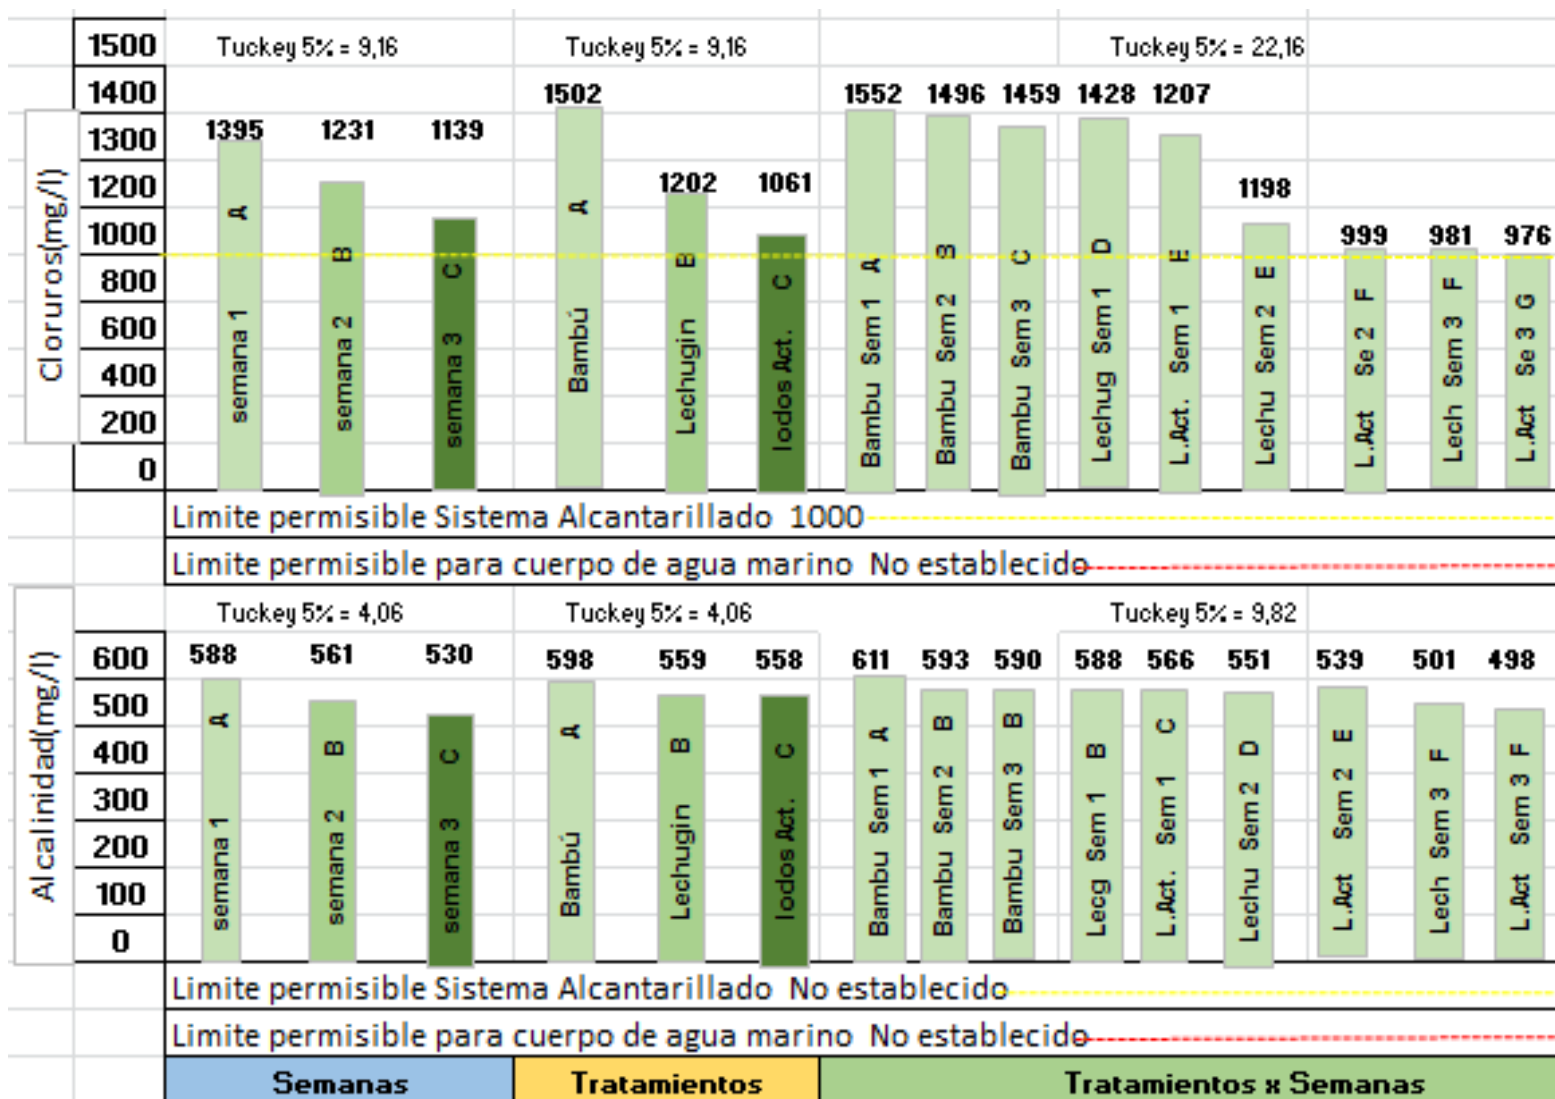 1500 Tuckey 5% = 9,16 Tuckey 5% = 9,16 Tuckey 5% = 22,16
1400 1502 1552 1496 1459 1428 1207
1300 1395 1231 1139
1200 1202 1061 1198
1000 999 981 976
800
600
400
200
0
Cloruros(mg/l)
semana 1 A
semana 2 B
semana 3 C
Bambú A
Lechugin B
lodos Act. C
Bambu Sem 1 A
Bambu Sem 2 B
Bambu Sem 3 C
Lechug Sem 1 D
L.Act. Sem 1 E
Lechu Sem 2 E
L.Act Se 2 F
Lech Sem 3 F
L.Act Se 3 G
Limite permisible Sistema Alcantarillado 1000
Limite permisible para cuerpo de agua marino No establecido
Tuckey 5% = 4,06 Tuckey 5% = 4,06 Tuckey 5% = 9,82
600 588 561 530 598 559 558 611 593 590 588 566 551 539 501 498
500
400
300
200
100
0
Alcalinidad(mg/l)
semana 1 A
semana 2 B
semana 3 C
Bambú A
Lechugin B
lodos Act. C
Bambu Sem 1 A
Bambu Sem 2 B
Bambu Sem 3 B
Lecg Sem 1 B
L.Act. Sem 1 C
Lechu Sem 2 D
L.Act Sem 2 E
Lech Sem 3 F
L.Act Sem 3 F
Limite permisible Sistema Alcantarillado No establecido
Limite permisible para cuerpo de agua marino No establecido
Semanas Tratamientos Tratamientos x Semanas